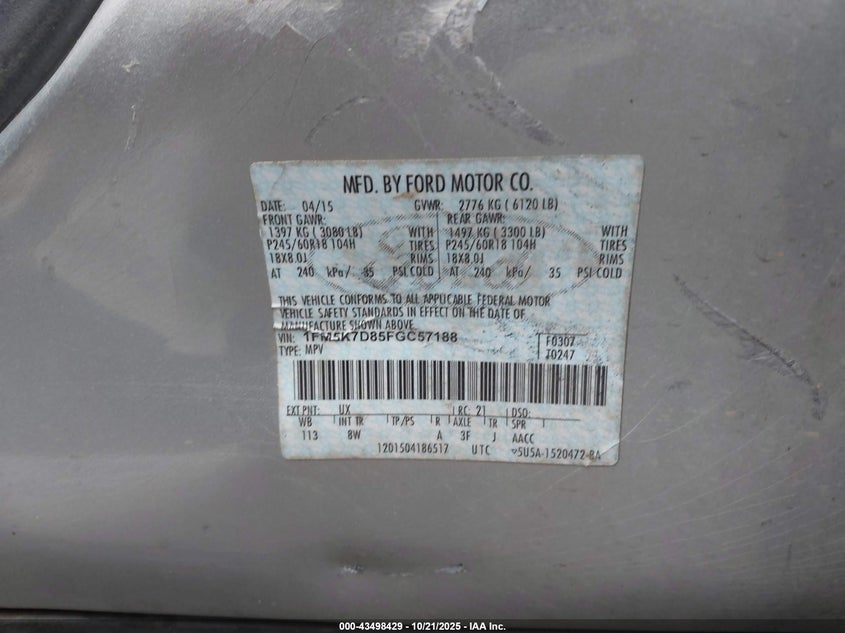 MFD. BY FORD MOTOR CO.
DATE: 04/15 GVWR: 2776 KG ( 6120 LB)
FRONT GAWR: REAR GAWR:
1397 KG ( 3080 LB) WITH 1497 KG ( 3300 LB) WITH
P245/60R18 104H TIRES P245/60R18 104H TIRES
18X8.0J RIMS 18X8.0J RIMS
AT 240 kPa/ 35 PSI COLD AT 240 kPa/ 35 PSI COLD
THIS VEHICLE CONFORMS TO ALL APPLICABLE FEDERAL MOTOR
VEHICLE SAFETY STANDARDS IN EFFECT ON THE DATE OF
MANUFACTURE SHOWN ABOVE.
VIN: 1FM5K7D85FGC57188 F0307
TYPE: MPV T0247
EXT PNT: UX RC: 21 DSO:
WB INT TR TP/PS R AXLE TR SPR
113 8W A 3F J AACC
1201504186517 UTC ▽5U5A-1520472-BA
000-43498429 - 10/21/2025 - IAA Inc.